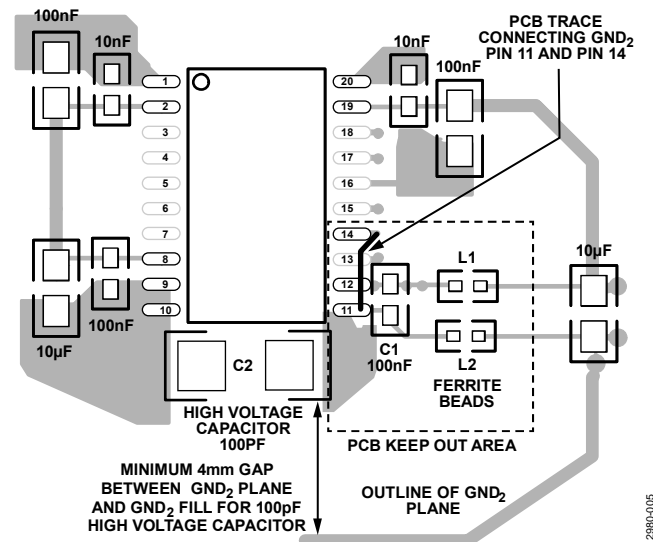 100nF
10nF
10nF
100nF
PCB TRACE
CONNECTING GND2
PIN 11 AND PIN 14
1
2
3
4
5
6
7
8
9
10
20
19
18
17
16
15
14
13
12
11
100nF
10µF
C2
HIGH VOLTAGE
CAPACITOR
100PF
C1
100nF
L1
L2
FERRITE
BEADS
10µF
PCB KEEP OUT AREA
MINIMUM 4mm GAP
BETWEEN GND2 PLANE
AND GND2 FILL FOR 100pF
HIGH VOLTAGE CAPACITOR
OUTLINE OF GND2
PLANE
2980-005